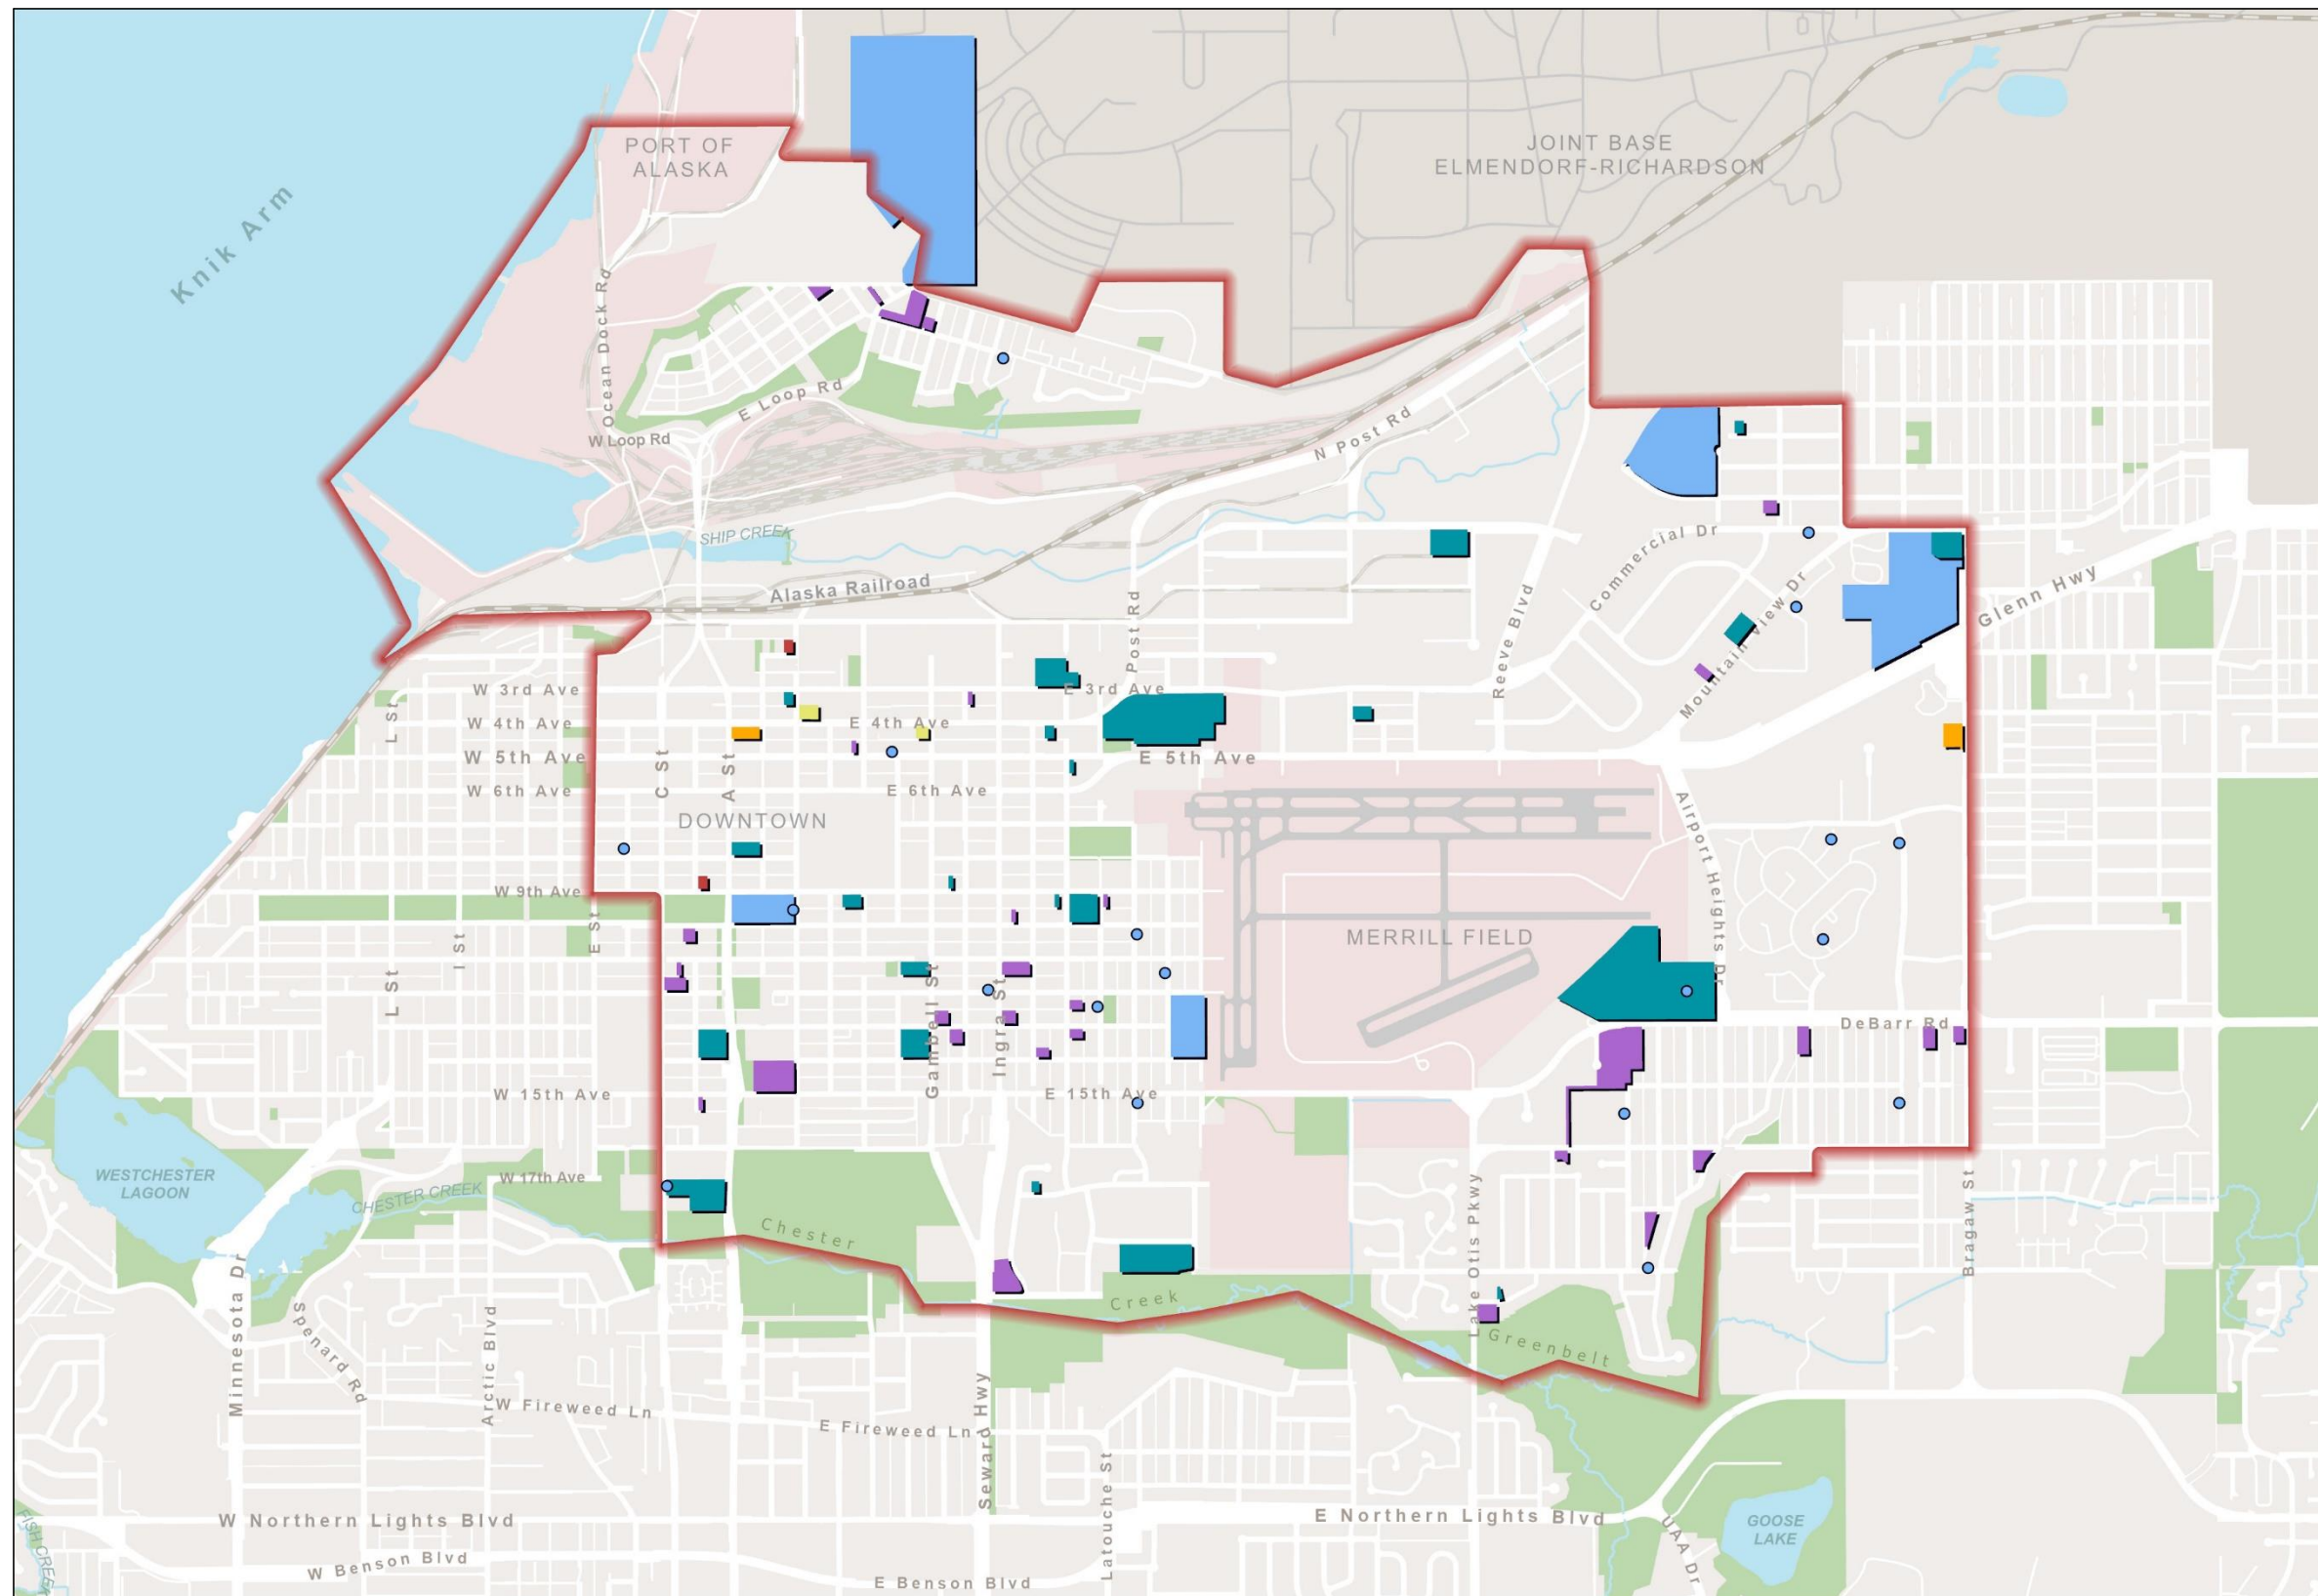 PORT OF
ALASKA
JOINT BASE
ELMENDORF-RICHARDSON
Knik Arm
Ocean Dock Rd
E Loop Rd
W Loop Rd
N Post Rd
SHIP CREEK
Alaska Railroad
Commercial Dr
Glenn Hwy
Post Rd
Reeve Blvd
Mountain View Dr
W 3rd Ave
E 3rd Ave
L St
W 4th Ave
E 4th Ave
C St
A St
W 5th Ave
E 5th Ave
W 6th Ave
E 6th Ave
DOWNTOWN
Airport Heights Dr
W 9th Ave
E St
I St
L St
MERRILL FIELD
Gambell St
Ingra St
DeBarr Rd
W 15th Ave
E 15th Ave
WESTCHESTER
LAGOON
CHESTER CREEK
W 17th Ave
Chester
Creek
Greenbelt
Lake Otis Pkwy
Bragaw St
Minnesota Dr
Spenard Rd
Arctic Blvd
W Fireweed Ln
E Fireweed Ln
Seward Hwy
Latouche St
W Northern Lights Blvd
E Northern Lights Blvd
UAA Dr
GOOSE
LAKE
FISH CREEK
W Benson Blvd
E Benson Blvd